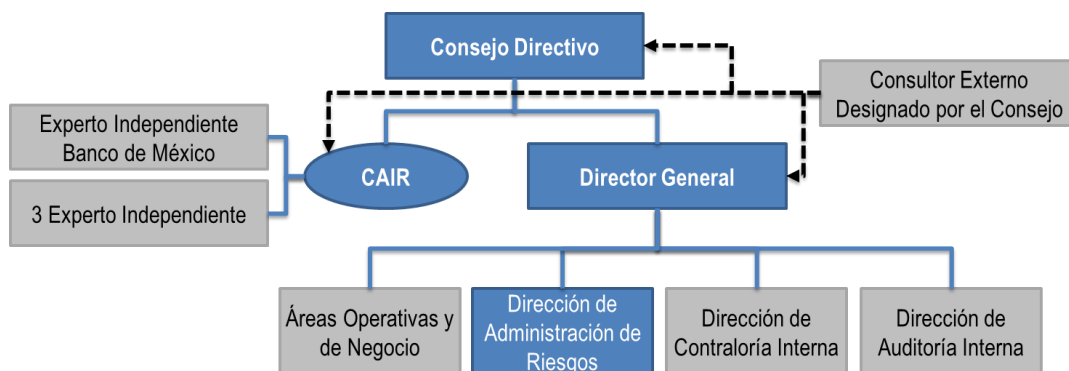 Consejo Directivo
Consultor Externo
Designado por el Consejo
Experto Independiente
Banco de México
3 Experto Independiente
CAIR
Director General
Áreas Operativas y
de Negocio
Dirección de
Administración de
Riesgos
Dirección de
Contraloría Interna
Dirección de
Auditoría Interna